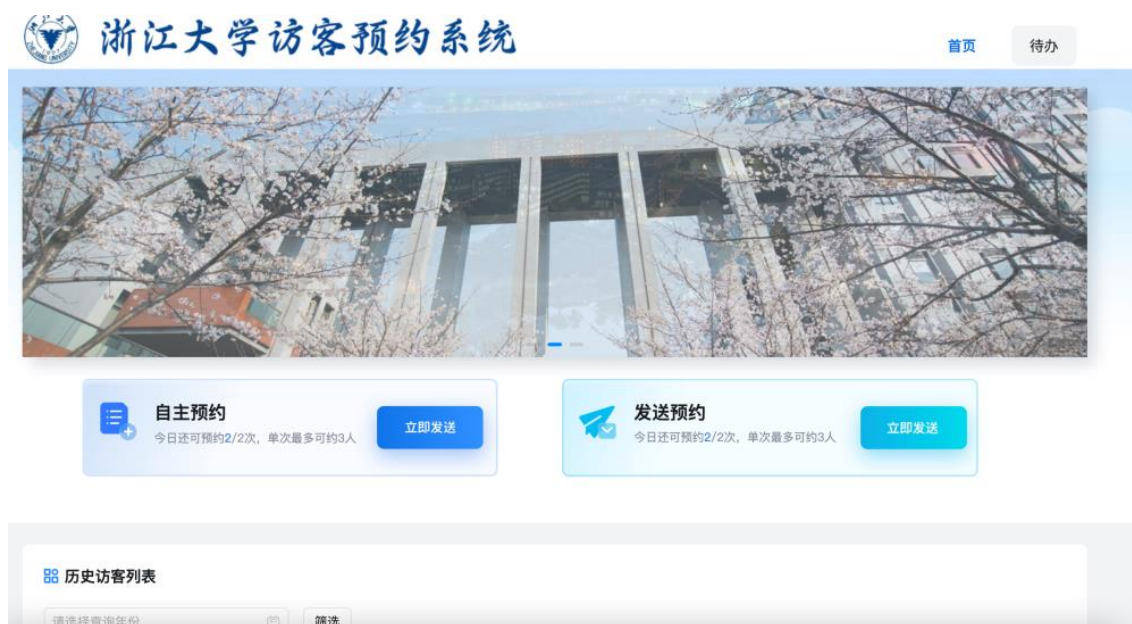 浙江大学访客预约系统
首页
待办
自主预约
今日还可预约2/2次，单次最多可约3人
立即发送
发送预约
今日还可预约2/2次，单次最多可约3人
立即发送
历史访客列表
请选择查询年份
筛选